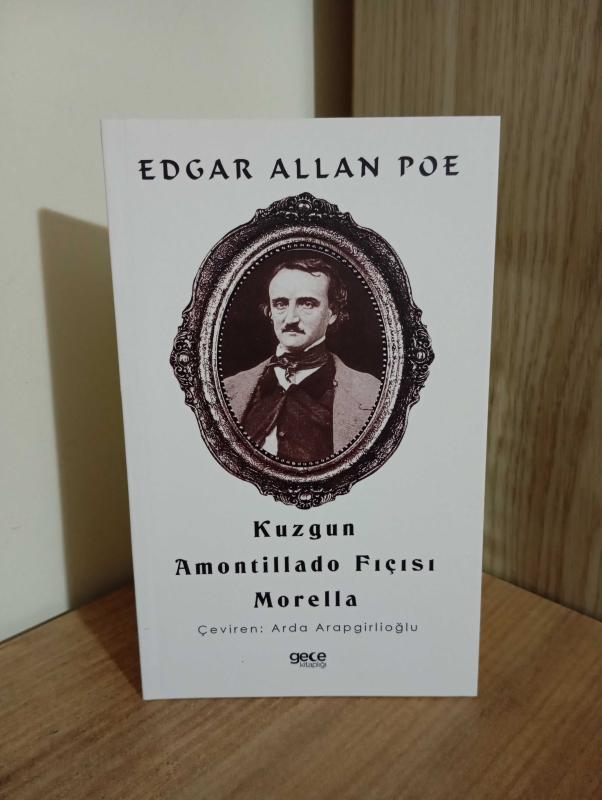 EDGAR ALLAN POE
Kuzgun
Amontillado Fıçısı
Morella
Çeviren: Arda Arapgirlioğlu
gece
kitaplığı